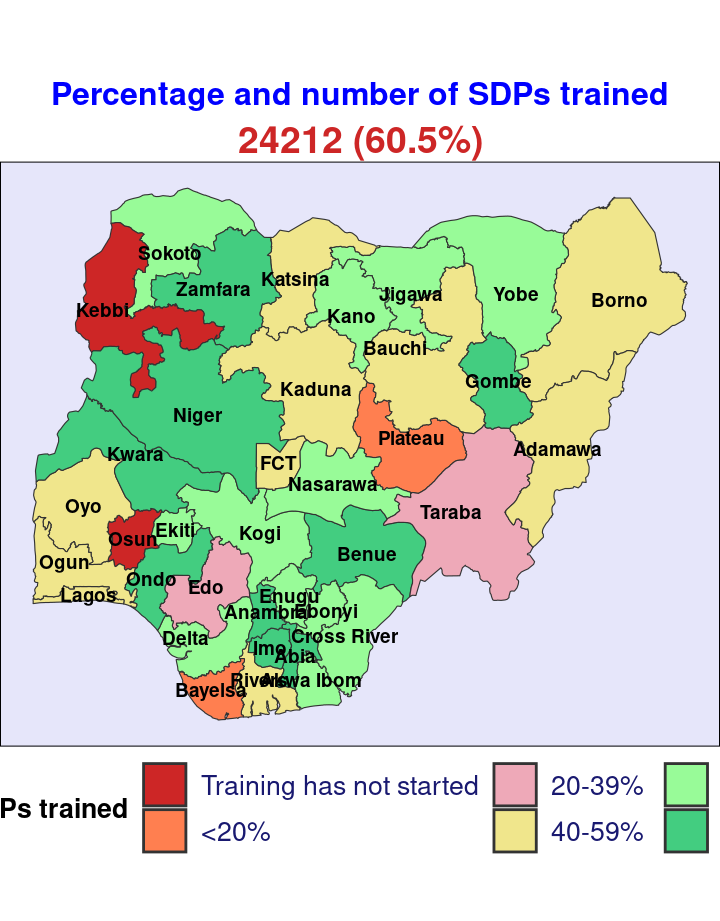 Percentage and number of SDPs trained
24212 (60.5%)
Sokoto
Katsina
Zamfara
Jigawa
Yobe
Borno
Kebbi
Kano
Bauchi
Kaduna
Gombe
Niger
Plateau
Adamawa
Kwara
FCT
Nasarawa
Oyo
Taraba
Ekiti
Kogi
Osun
Benue
Ogun
Ondo
Edo
Lagos
Enugu
Anambra
Ebonyi
Delta
Cross River
Imo
Abia
Rivers
Akwa Ibom
Bayelsa
Ps trained
Training has not started
20-39%
<20%
40-59%